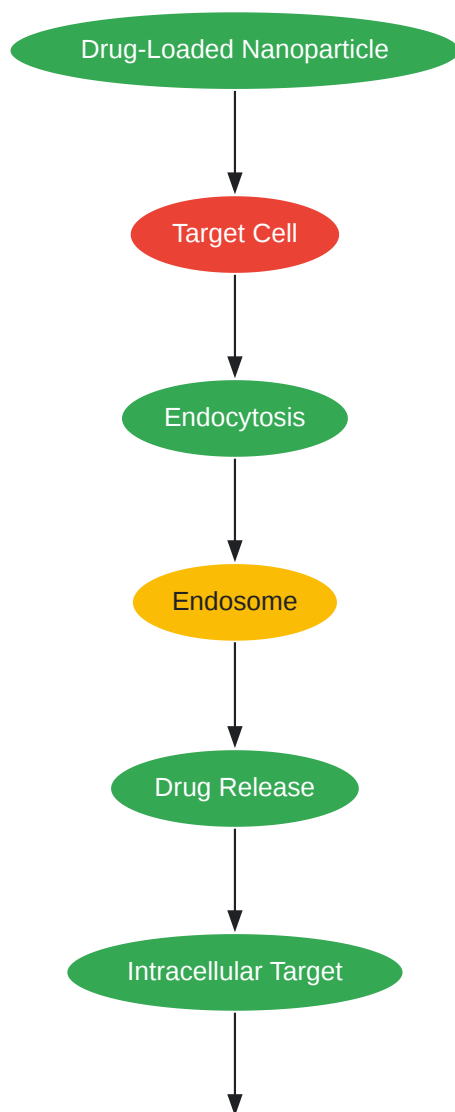 Drug-Loaded Nanoparticle
Target Cell
Endocytosis
Endosome
Drug Release
Intracellular Target